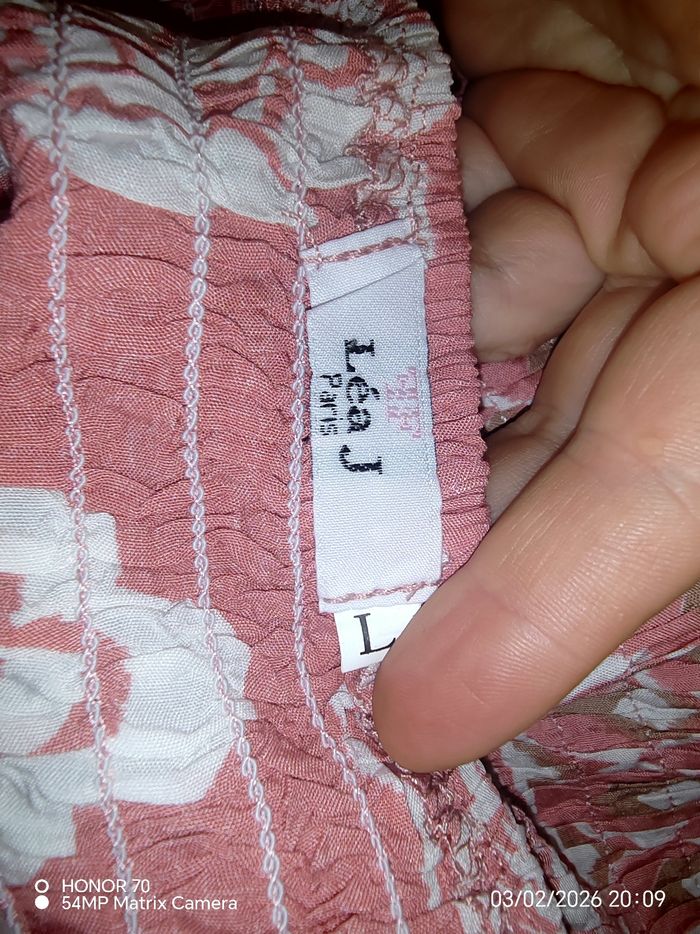 Léa J
Paris
L
HONOR 70
54MP Matrix Camera
03/02/2026 20:09